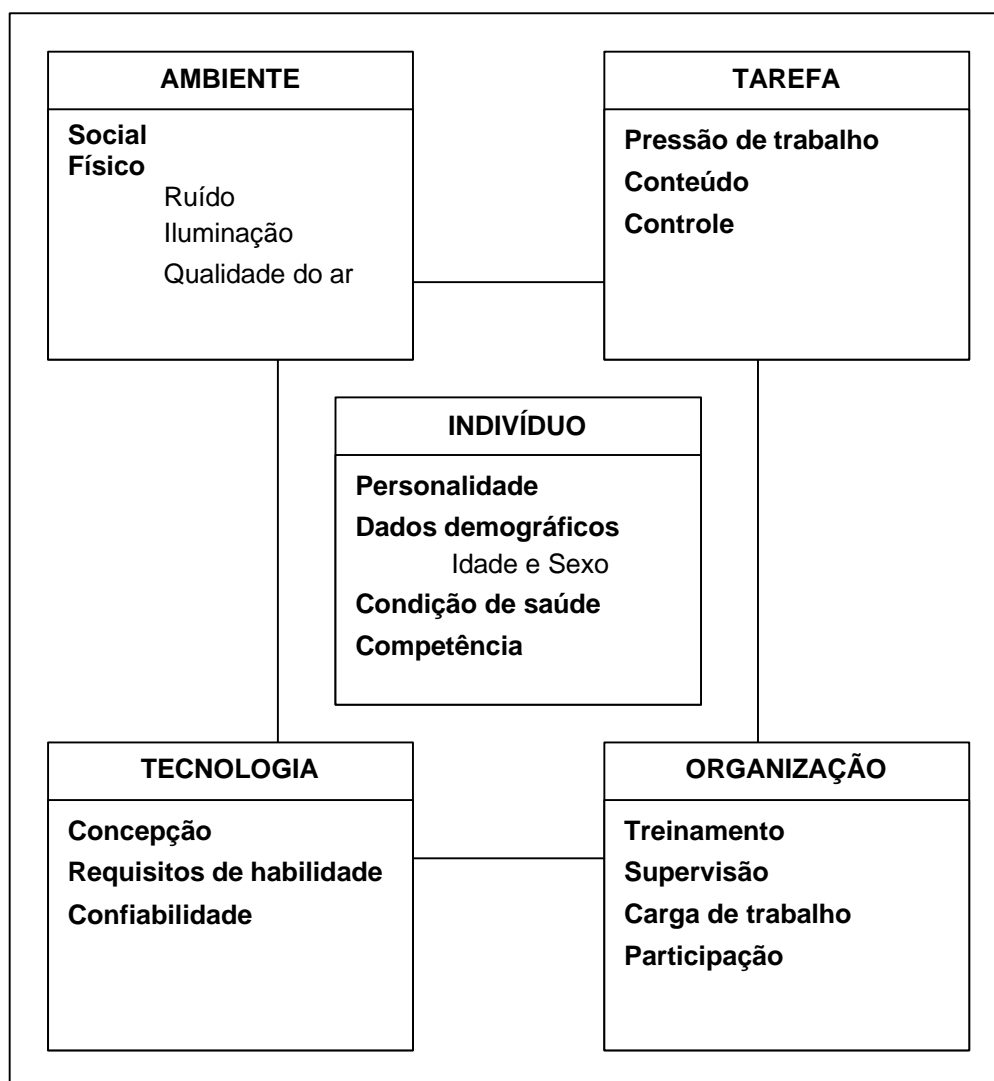 AMBIENTE
Social
Físico
Ruído
Iluminação
Qualidade do ar
TAREFA
Pressão de trabalho
Conteúdo
Controle
INDIVÍDUO
Personalidade
Dados demográficos
Idade e Sexo
Condição de saúde
Competência
TECNOLOGIA
Concepção
Requisitos de habilidade
Confiabilidade
ORGANIZAÇÃO
Treinamento
Supervisão
Carga de trabalho
Participação